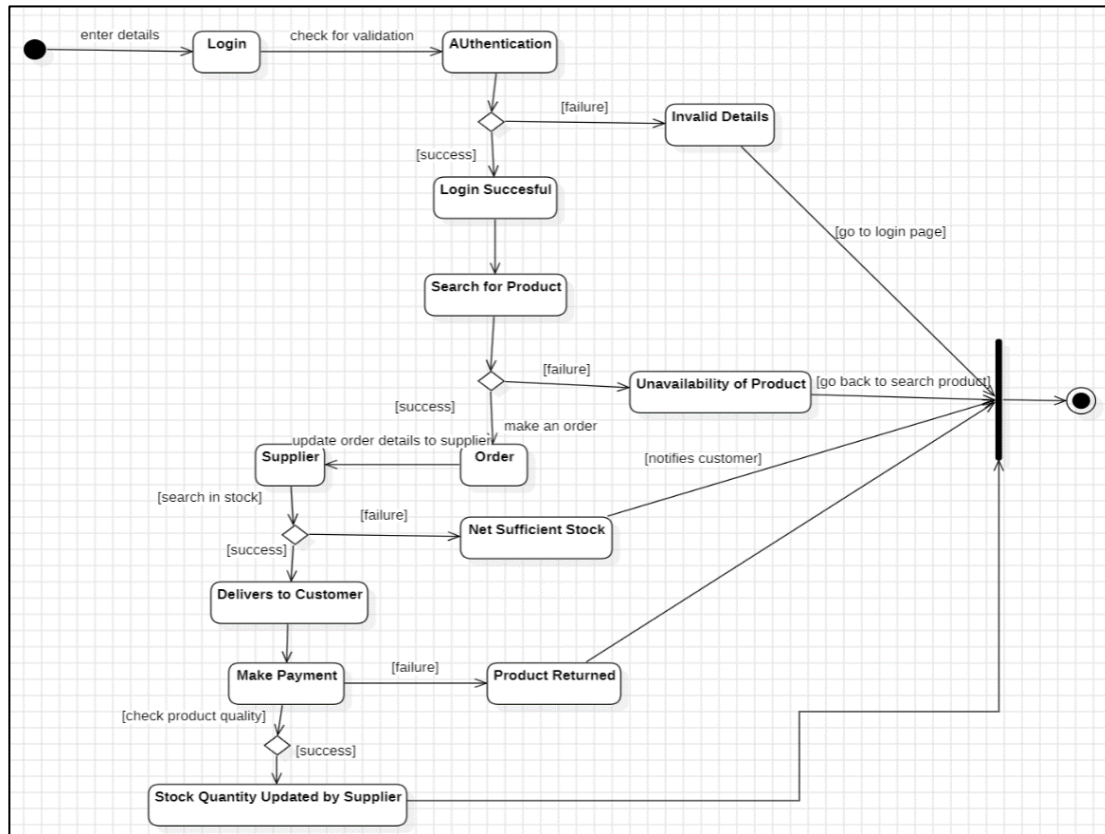 enter details
Login
check for validation
AUthentication
[failure]
Invalid Details
[success]
Login Succesful
[go to login page]
Search for Product
[failure]
Unavailability of Product
[go back to search product]
[success]
make an order
update order details to supplier
Supplier
Order
[notifies customer]
[search in stock]
[failure]
Net Sufficient Stock
[success]
Delivers to Customer
Make Payment
[failure]
Product Returned
[check product quality]
[success]
Stock Quantity Updated by Supplier